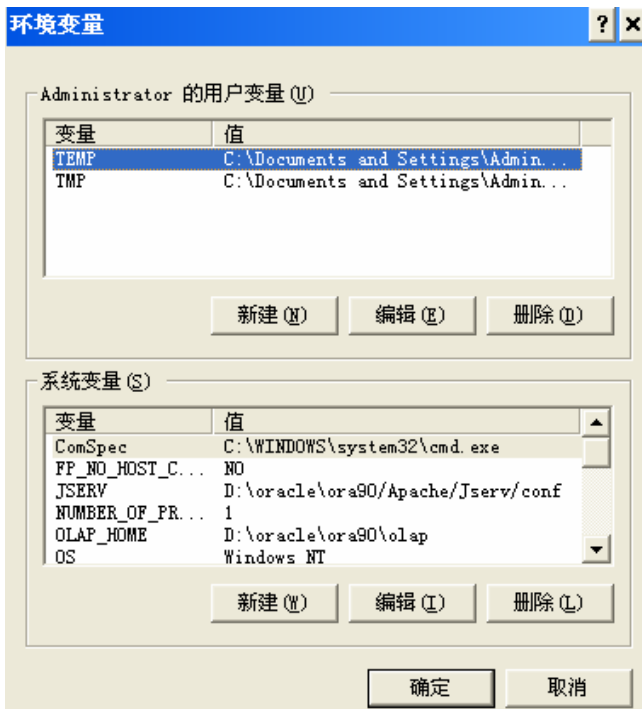 环境变量
Administrator 的用户变量(U)
变量 值
TEMP C:\Documents and Settings\Admin...
TMP C:\Documents and Settings\Admin...
新建(N) 编辑(E) 删除(D)
系统变量(S)
变量 值
ComSpec C:\WINDOWS\system32\cmd.exe
FP_NO_HOST_C... NO
JSERV D:\oracle\ora90/Apache/Jserv/conf
NUMBER_OF_PR... 1
OLAP_HOME D:\oracle\ora90\olap
OS Windows NT
新建(W) 编辑(I) 删除(L)
确定 取消